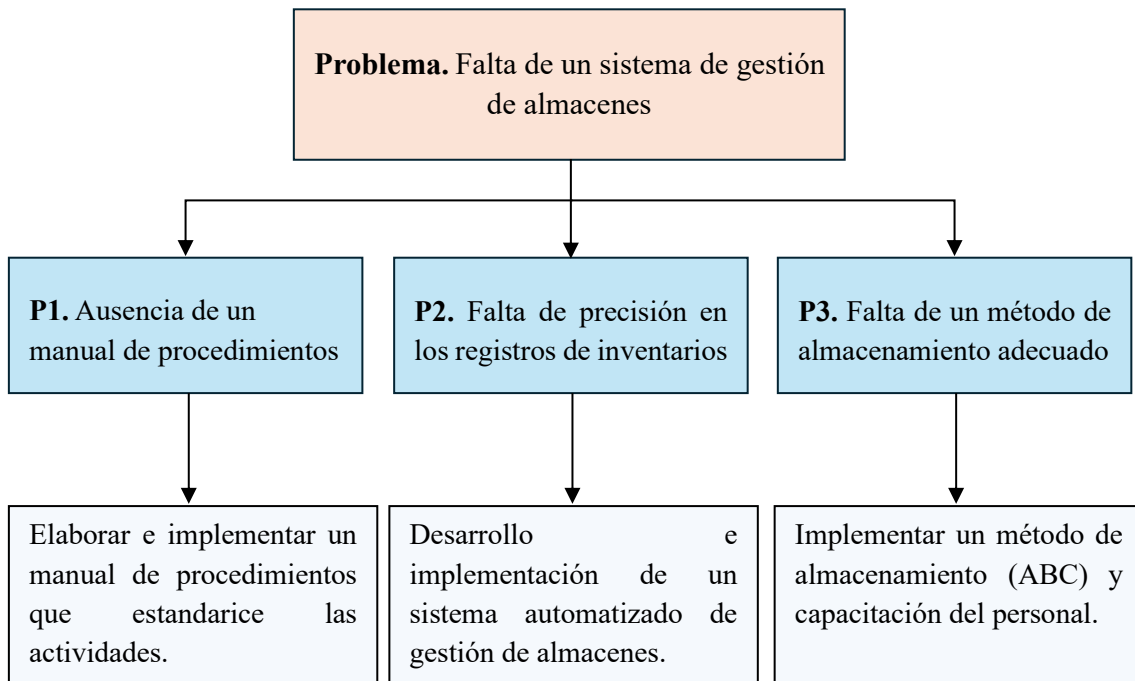 Problema. Falta de un sistema de gestión
de almacenes
P1. Ausencia de un
manual de procedimientos
P2. Falta de precisión en
los registros de inventarios
P3. Falta de un método de
almacenamiento adecuado
Elaborar e implementar un
manual de procedimientos
que estandarice las
actividades.
Desarrollo e
implementación de un
sistema automatizado de
gestión de almacenes.
Implementar un método de
almacenamiento (ABC) y
capacitación del personal.